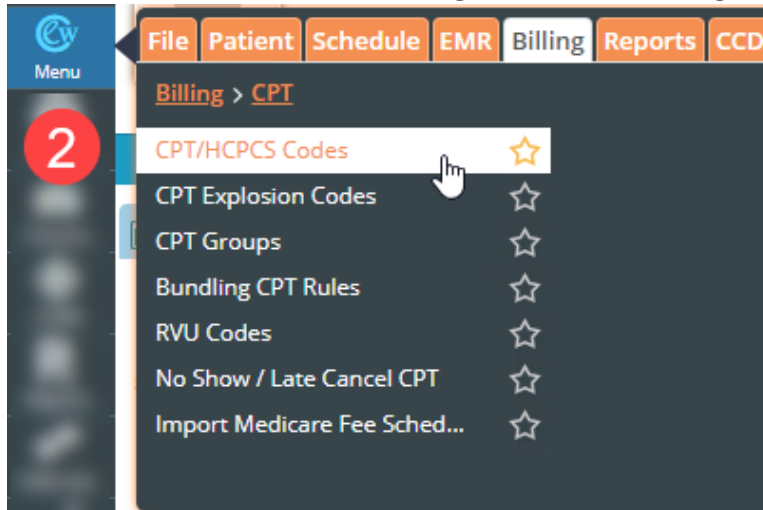 eCW
Menu
File Patient Schedule EMR Billing Reports CCD
Billing > CPT
2
CPT/HCPCS Codes
CPT Explosion Codes
CPT Groups
Bundling CPT Rules
RVU Codes
No Show / Late Cancel CPT
Import Medicare Fee Sched...